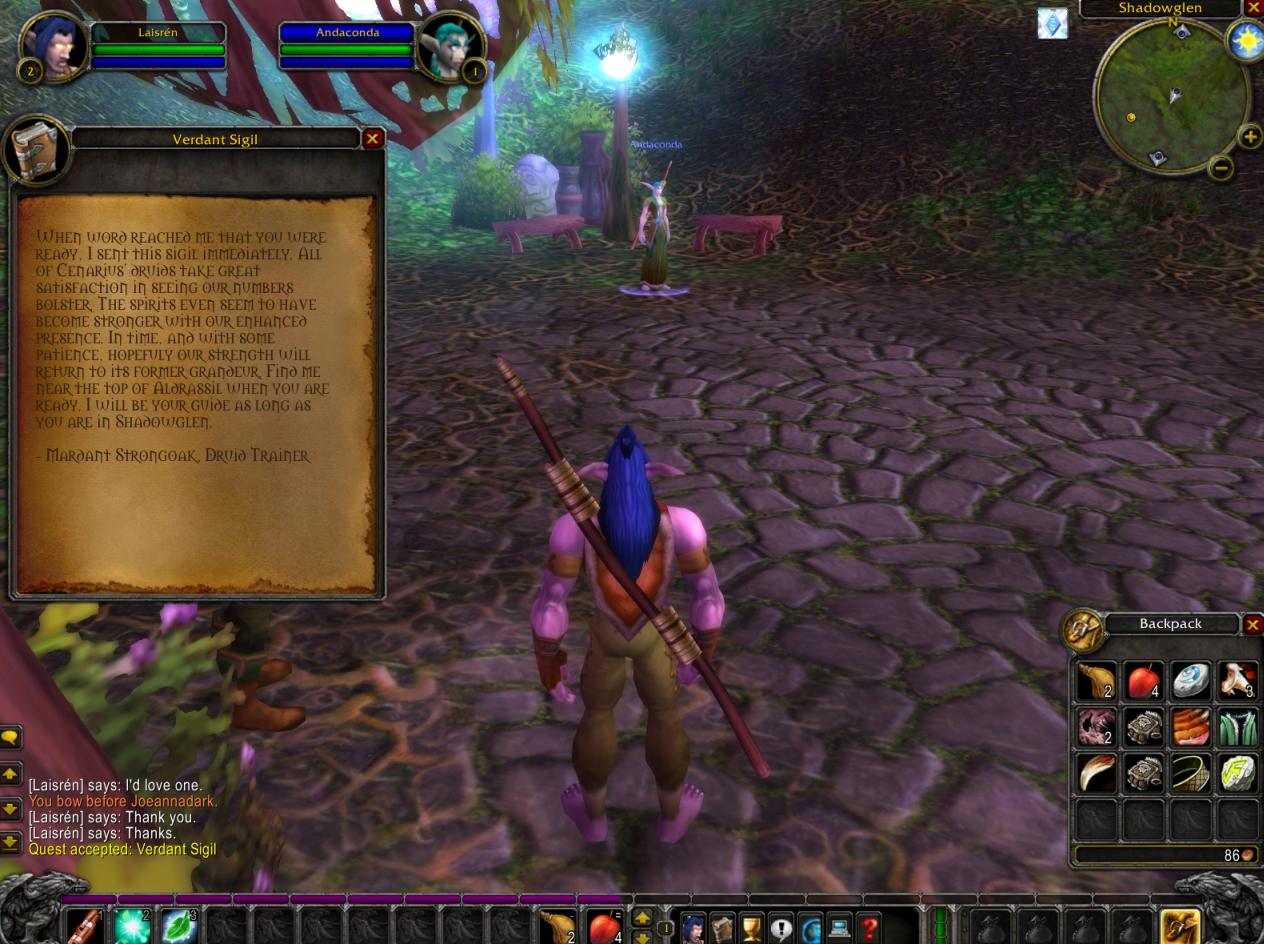 Laisrén
2
Andaconda
1
Shadowglen
N
Andaconda
Verdant Sigil
When word reached me that you were
ready, I sent this sigil immediately. All
of Cenarius' druids take great
satisfaction in seeing our numbers
bolster. The spirits even seem to have
become stronger with our enhanced
presence. In time, and with some
patience, hopefuly our strength will
return to its former grandeur. Find me
near the top of Aldrassil when you are
ready. I will be your guide as long as
you are in Shadowglen.
- Mardant Strongoak, Druid Trainer
Backpack
2 4 3
2
86
[Laisrén] says: I'd love one.
You bow before Joeannadark.
[Laisrén] says: Thank you.
[Laisrén] says: Thanks.
Quest accepted: Verdant Sigil
1 2 3 2 = 4 1 ?